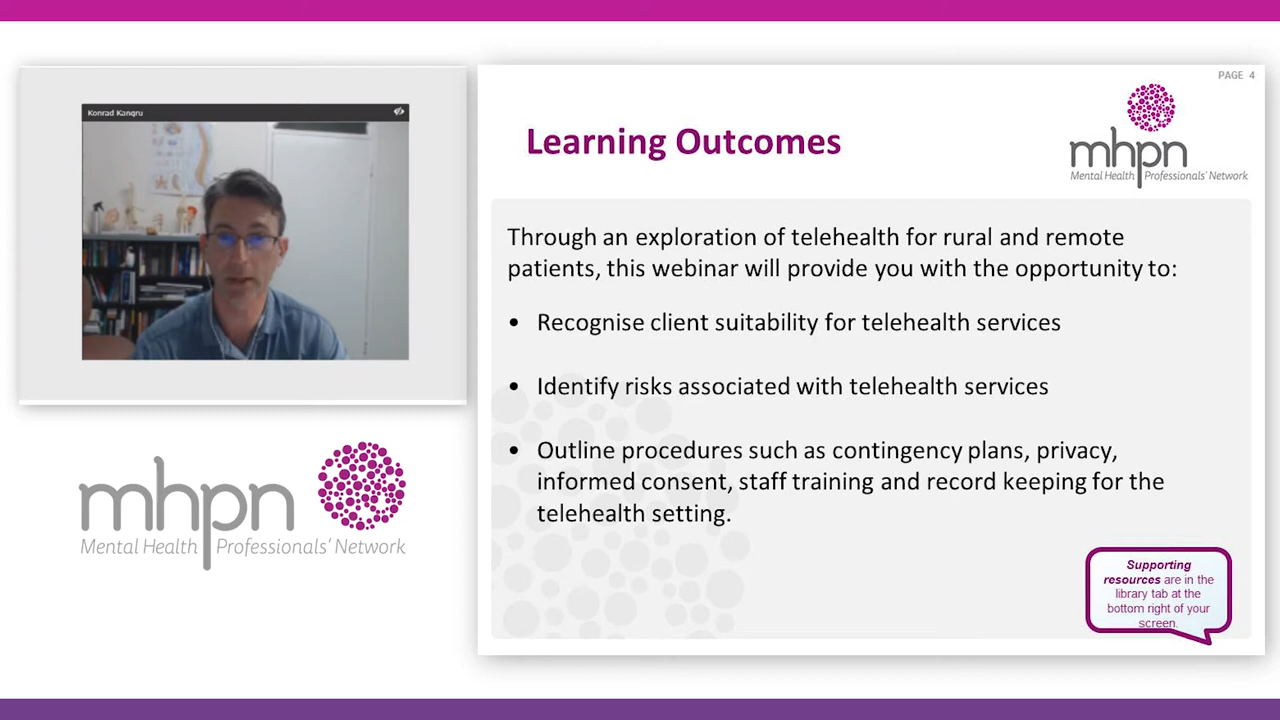 Konrad Kangru
mhpn
Mental Health Professionals' Network
PAGE 4
Learning Outcomes
mhpn
Mental Health Professionals' Network
Through an exploration of telehealth for rural and remote
patients, this webinar will provide you with the opportunity to:
• Recognise client suitability for telehealth services
• Identify risks associated with telehealth services
• Outline procedures such as contingency plans, privacy,
informed consent, staff training and record keeping for the
telehealth setting.
Supporting
resources are in the
library tab at the
bottom right of your
screen.